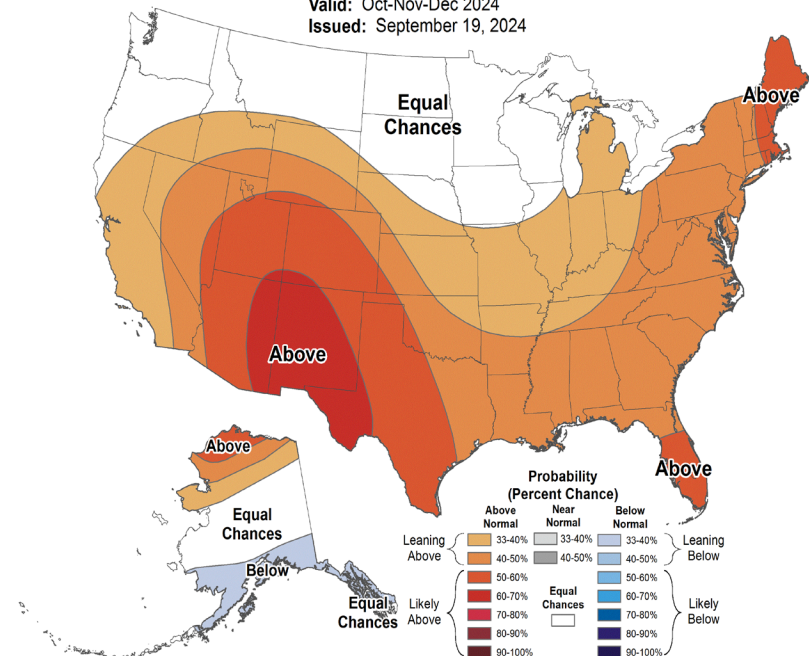 Valid: Oct-Nov-Dec 2024
Issued: September 19, 2024
Equal
Chances
Above
Above
Above
Above
Equal
Chances
Below
Equal
Chances
Probability
(Percent Chance)
Above
Normal
Near
Normal
Below
Normal
Leaning
Above
33-40%
40-50%
33-40%
40-50%
33-40%
40-50%
Leaning
Below
Likely
Above
50-60%
60-70%
70-80%
80-90%
90-100%
Equal
Chances
50-60%
60-70%
70-80%
80-90%
90-100%
Likely
Below